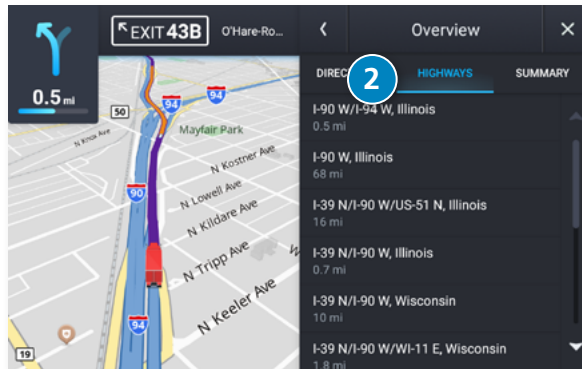 EXIT 43B
O'Hare-Ro...
0.5 mi
50
94
94
Mayfair Park
N Knox Ave
N Kostner Ave
90
N Lowell Ave
N Kildare Ave
N Tripp Ave
N Keeler Ave
94
19
Overview
DIREC
2
HIGHWAYS
SUMMARY
I-90 W/I-94 W, Illinois
0.5 mi
I-90 W, Illinois
68 mi
I-39 N/I-90 W/US-51 N, Illinois
16 mi
I-39 N/I-90 W, Illinois
0.7 mi
I-39 N/I-90 W, Wisconsin
10 mi
I-39 N/I-90 W/WI-11 E, Wisconsin
1.8 mi